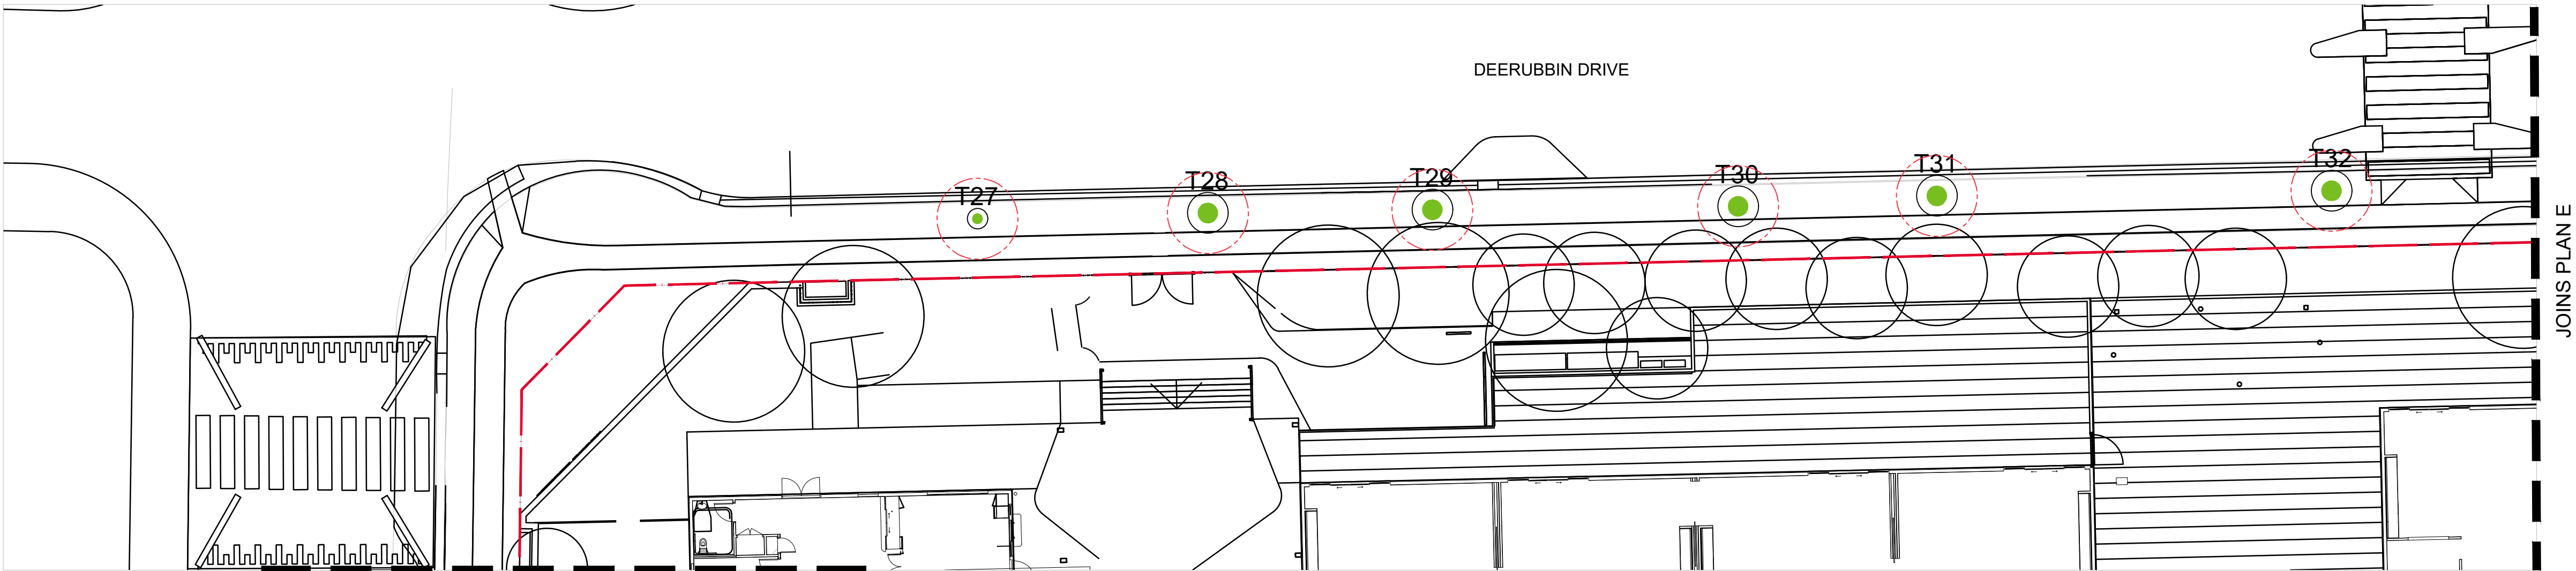 DEERUBBIN DRIVE
T27
T28
T29
T30
T31
T32
JOINS PLAN E